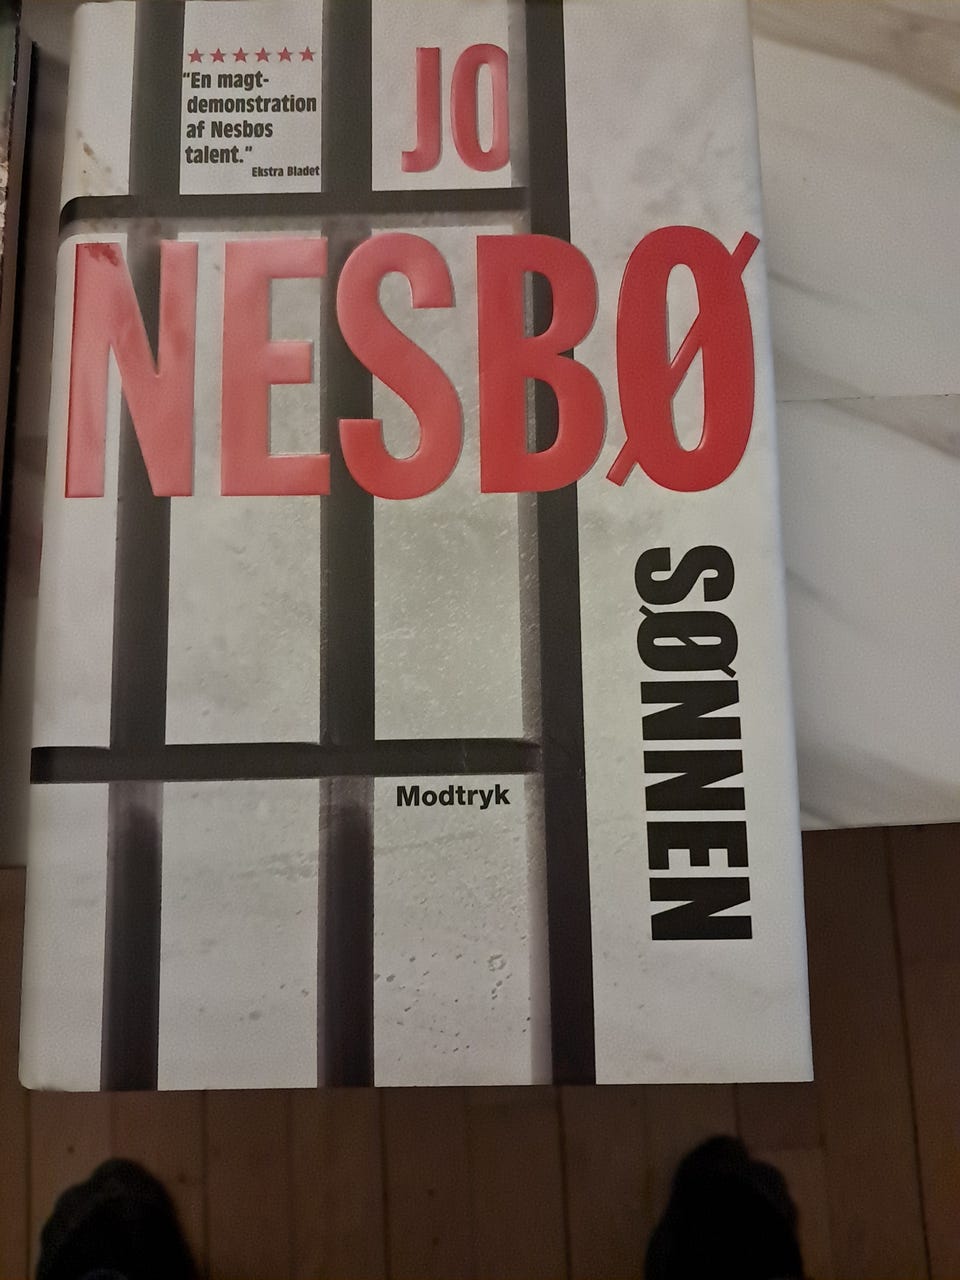 ★★★★★★
"En magt-
demonstration
af Nesbøs
talent."
Ekstra Bladet
JO
NESBØ
SØNNEN
Modtryk